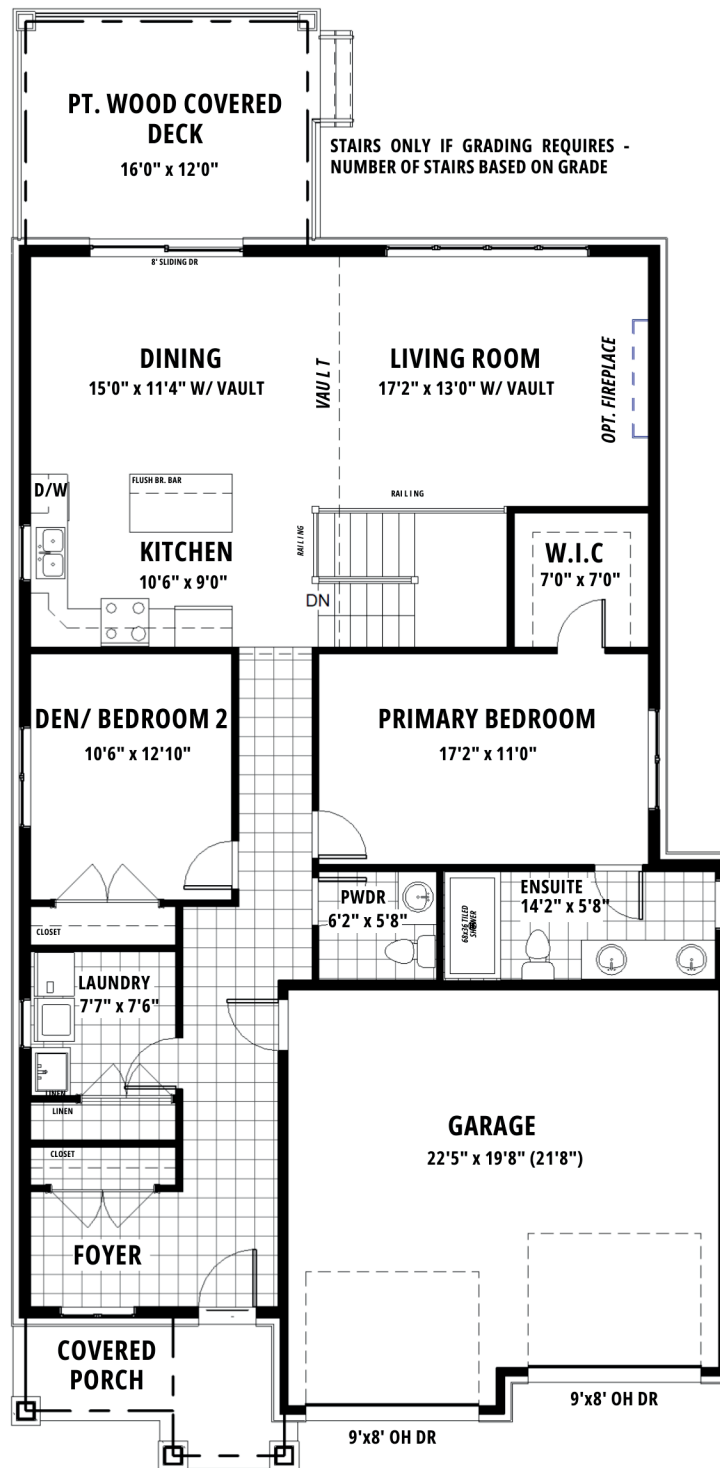 PT. WOOD COVERED
DECK
16'0" x 12'0"
STAIRS ONLY IF GRADING REQUIRES -
NUMBER OF STAIRS BASED ON GRADE
8' SLIDING DR
DINING
15'0" x 11'4" W/ VAULT
VAULT
LIVING ROOM
17'2" x 13'0" W/ VAULT
OPT. FIREPLACE
D/W
FLUSH BR. BAR
RAILING
RAILING
KITCHEN
10'6" x 9'0"
DN
W.I.C
7'0" x 7'0"
DEN/ BEDROOM 2
10'6" x 12'10"
PRIMARY BEDROOM
17'2" x 11'0"
CLOSET
PWDR
6'2" x 5'8"
68x36 TILED
SHOWER
ENSUITE
14'2" x 5'8"
LAUNDRY
7'7" x 7'6"
LINEN
LINEN
CLOSET
FOYER
GARAGE
22'5" x 19'8" (21'8")
COVERED
PORCH
9'x8' OH DR
9'x8' OH DR